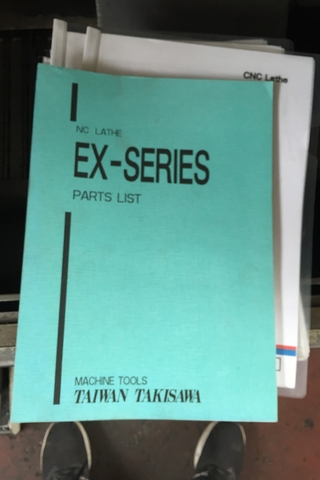 CNC Lathe
NC LATHE
EX-SERIES
PARTS LIST
MACHINE TOOLS
TAIWAN TAKISAWA